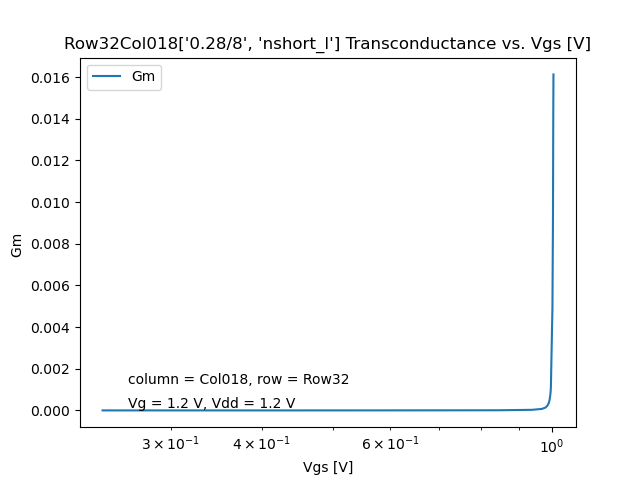 Row32Col018['0.28/8', 'nshort_l'] Transconductance vs. Vgs [V]
Gm
0.016
0.014
0.012
0.010
0.008
0.006
0.004
0.002
0.000
Gm
column = Col018, row = Row32
Vg = 1.2 V, Vdd = 1.2 V
3 × 10⁻¹
4 × 10⁻¹
6 × 10⁻¹
10⁰
Vgs [V]